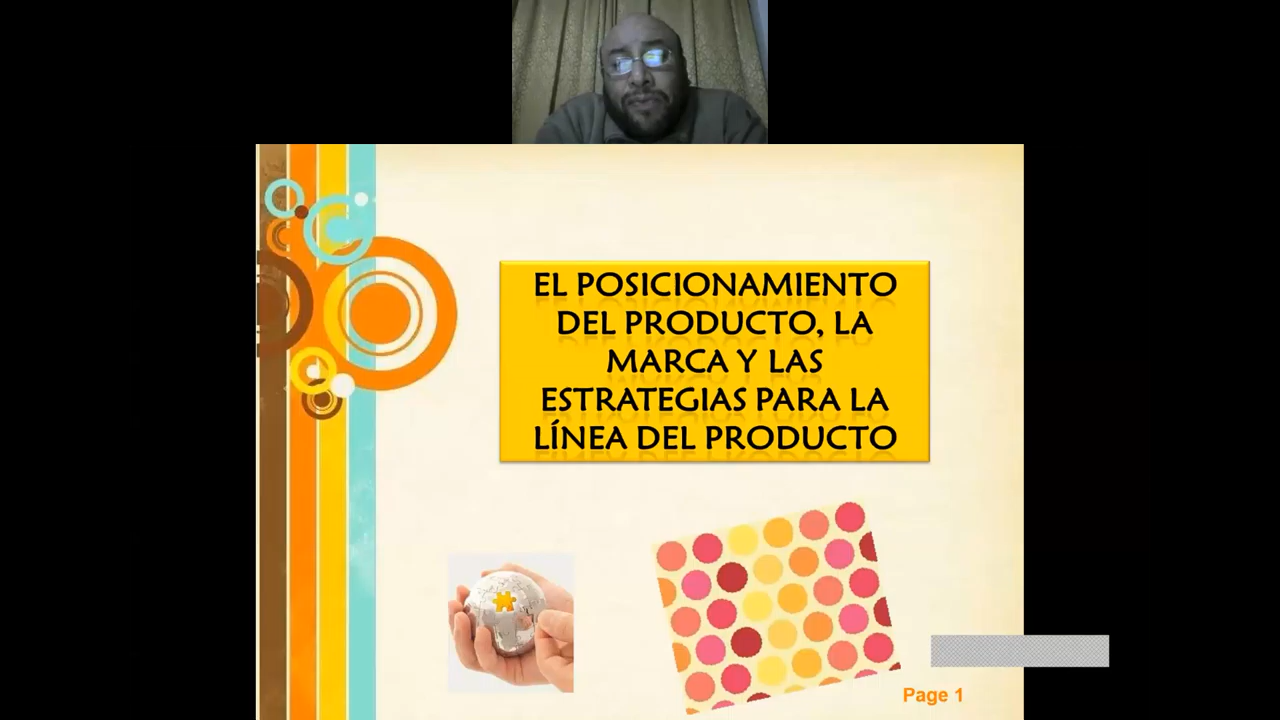 EL POSICIONAMIENTO
DEL PRODUCTO, LA
MARCA Y LAS
ESTRATEGIAS PARA LA
LÍNEA DEL PRODUCTO
Page 1